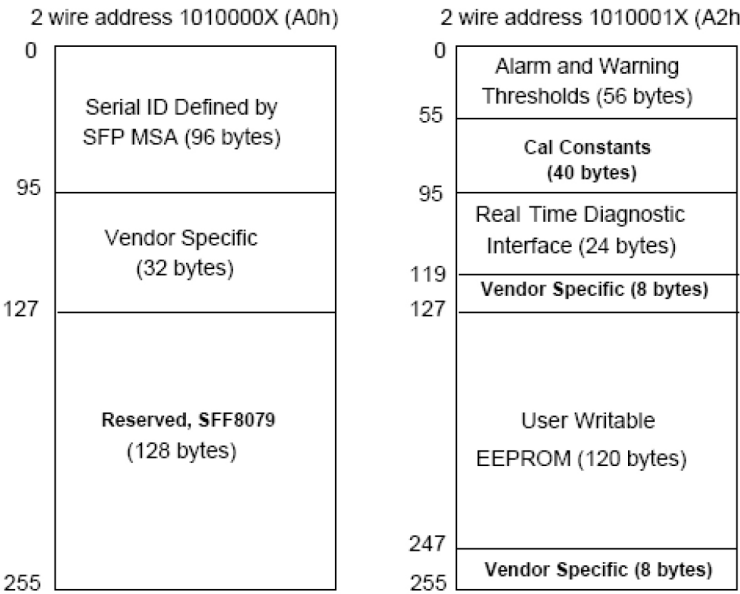 2 wire address 1010000X (A0h)
0
Serial ID Defined by
SFP MSA (96 bytes)
95
Vendor Specific
(32 bytes)
127
Reserved, SFF8079
(128 bytes)
255
2 wire address 1010001X (A2h
0
Alarm and Warning
Thresholds (56 bytes)
55
Cal Constants
(40 bytes)
95
Real Time Diagnostic
Interface (24 bytes)
119
Vendor Specific (8 bytes)
127
User Writable
EEPROM (120 bytes)
247
Vendor Specific (8 bytes)
255